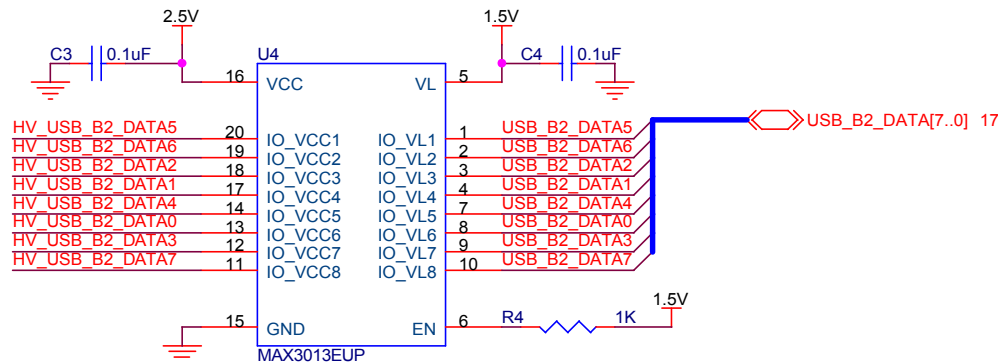 2.5V 1.5V
C3 0.1uF U4 C4 0.1uF
16 VCC VL 5
HV_USB_B2_DATA5 20 IO_VCC1 IO_VL1 1 USB_B2_DATA5 USB_B2_DATA[7..0] 17
HV_USB_B2_DATA6 19 IO_VCC2 IO_VL2 2 USB_B2_DATA6
HV_USB_B2_DATA2 18 IO_VCC3 IO_VL3 3 USB_B2_DATA2
HV_USB_B2_DATA1 17 IO_VCC4 IO_VL4 4 USB_B2_DATA1
HV_USB_B2_DATA4 14 IO_VCC5 IO_VL5 7 USB_B2_DATA4
HV_USB_B2_DATA0 13 IO_VCC6 IO_VL6 8 USB_B2_DATA0
HV_USB_B2_DATA3 12 IO_VCC7 IO_VL7 9 USB_B2_DATA3
HV_USB_B2_DATA7 11 IO_VCC8 IO_VL8 10 USB_B2_DATA7
1.5V
15 GND EN 6 R4 1K
MAX3013EUP